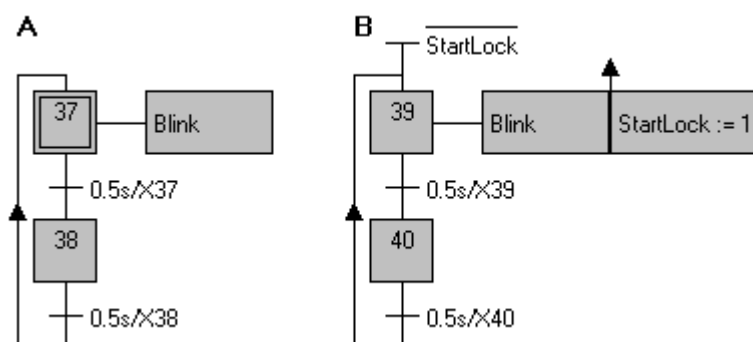 A
37
Blink
0.5s/X37
38
0.5s/X38
B
StartLock
39
Blink
StartLock := 1
0.5s/X39
40
0.5s/X40